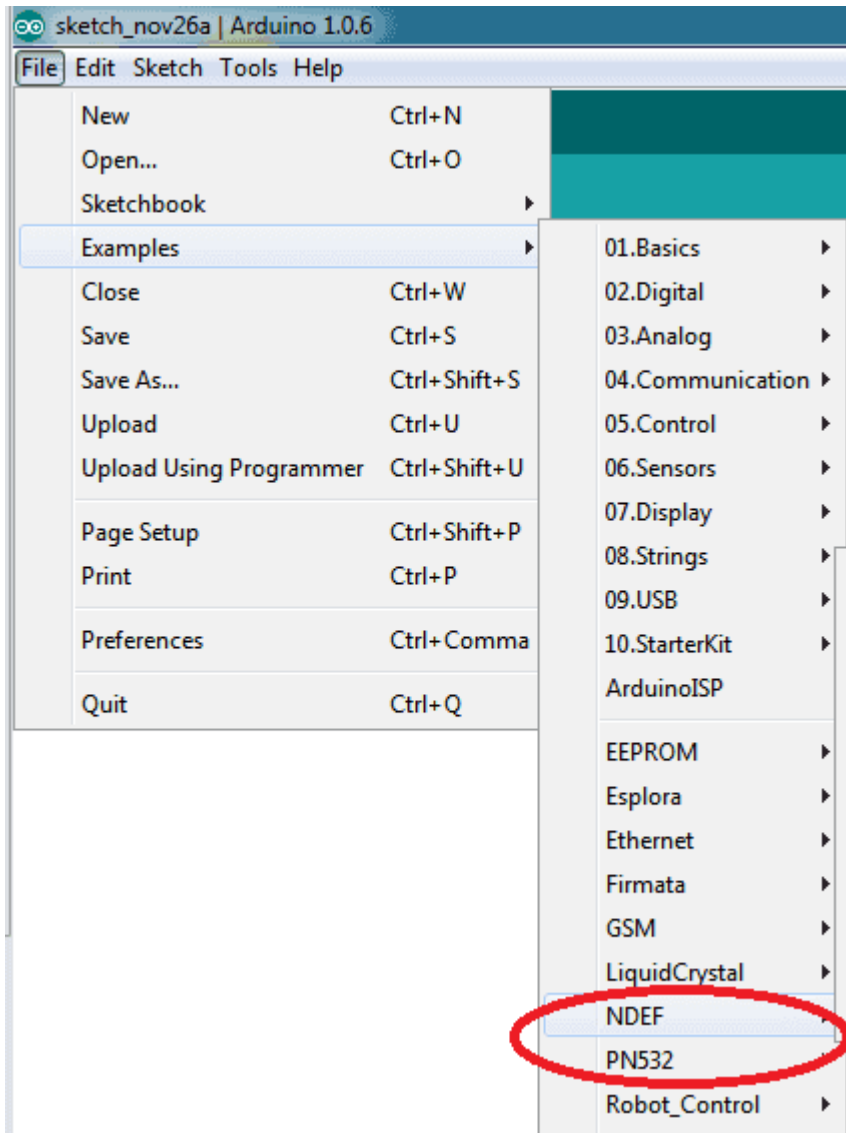 sketch_nov26a | Arduino 1.0.6
File Edit Sketch Tools Help
New Ctrl+N
Open... Ctrl+O
Sketchbook
Examples
Close Ctrl+W
Save Ctrl+S
Save As... Ctrl+Shift+S
Upload Ctrl+U
Upload Using Programmer Ctrl+Shift+U
Page Setup Ctrl+Shift+P
Print Ctrl+P
Preferences Ctrl+Comma
Quit Ctrl+Q
01.Basics
02.Digital
03.Analog
04.Communication
05.Control
06.Sensors
07.Display
08.Strings
09.USB
10.StarterKit
ArduinoISP
EEPROM
Esplora
Ethernet
Firmata
GSM
LiquidCrystal
NDEF
PN532
Robot_Control